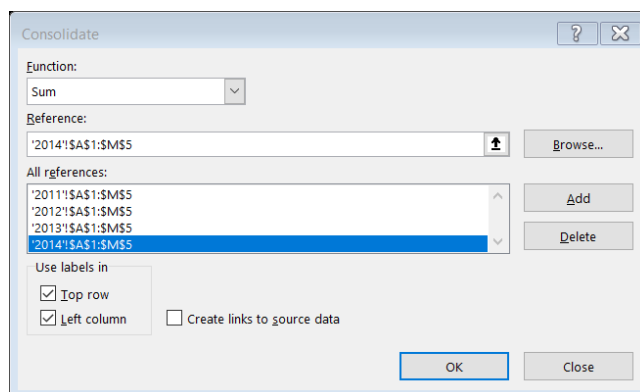 Consolidate
Function:
Sum
Reference:
'2014'!$A$1:$M$5
Browse...
All references:
'2011'!$A$1:$M$5
'2012'!$A$1:$M$5
'2013'!$A$1:$M$5
'2014'!$A$1:$M$5
Add
Delete
Use labels in
Top row
Left column
Create links to source data
OK
Close